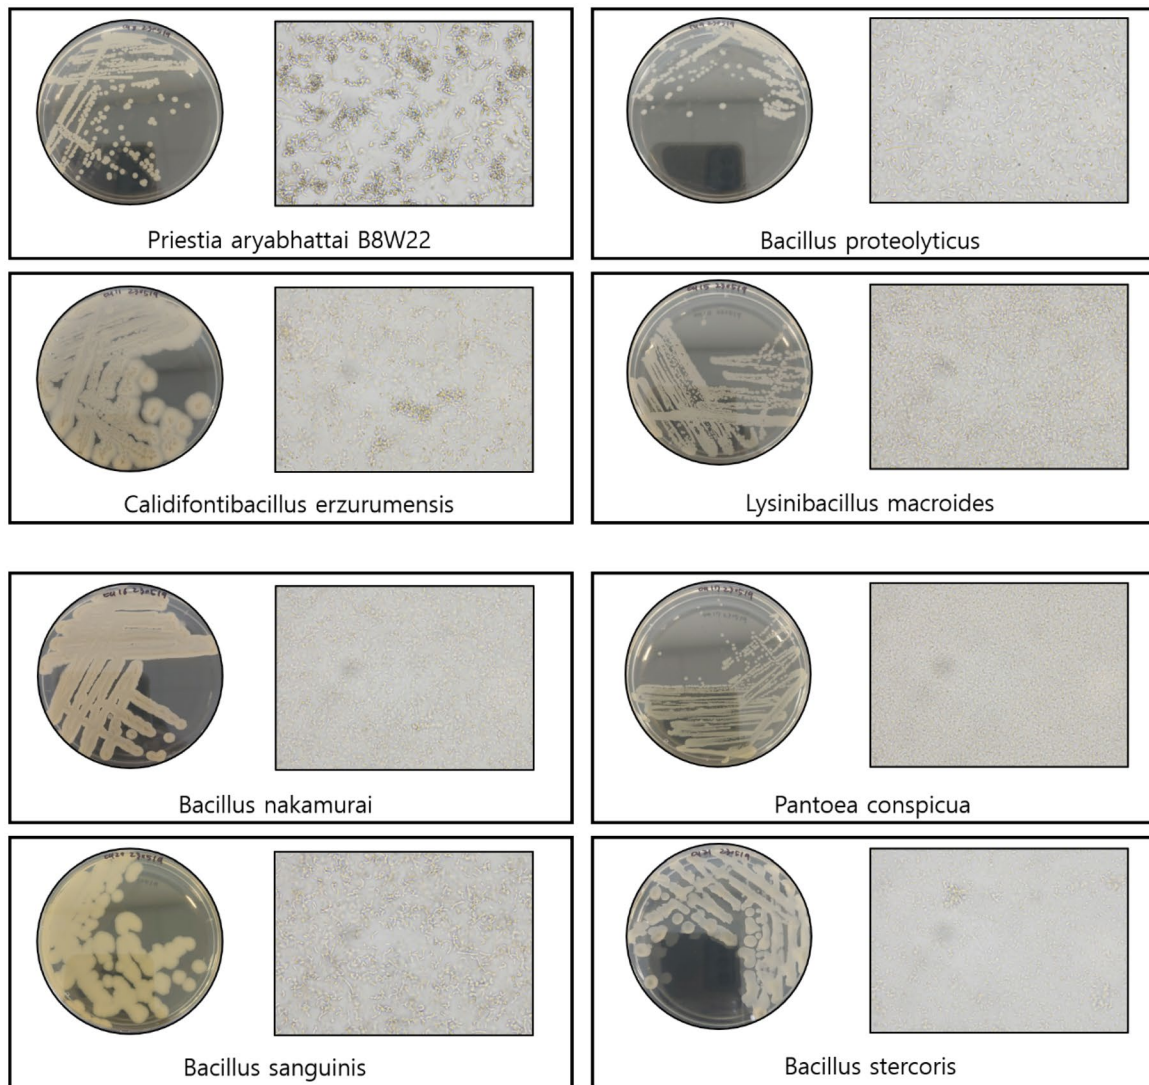 Priestia aryabhattai B8W22
Bacillus proteolyticus
Calidifontibacillus erzurumensis
Lysinibacillus macroides
Bacillus nakamurai
Pantoea conspicua
Bacillus sanguinis
Bacillus stercoris